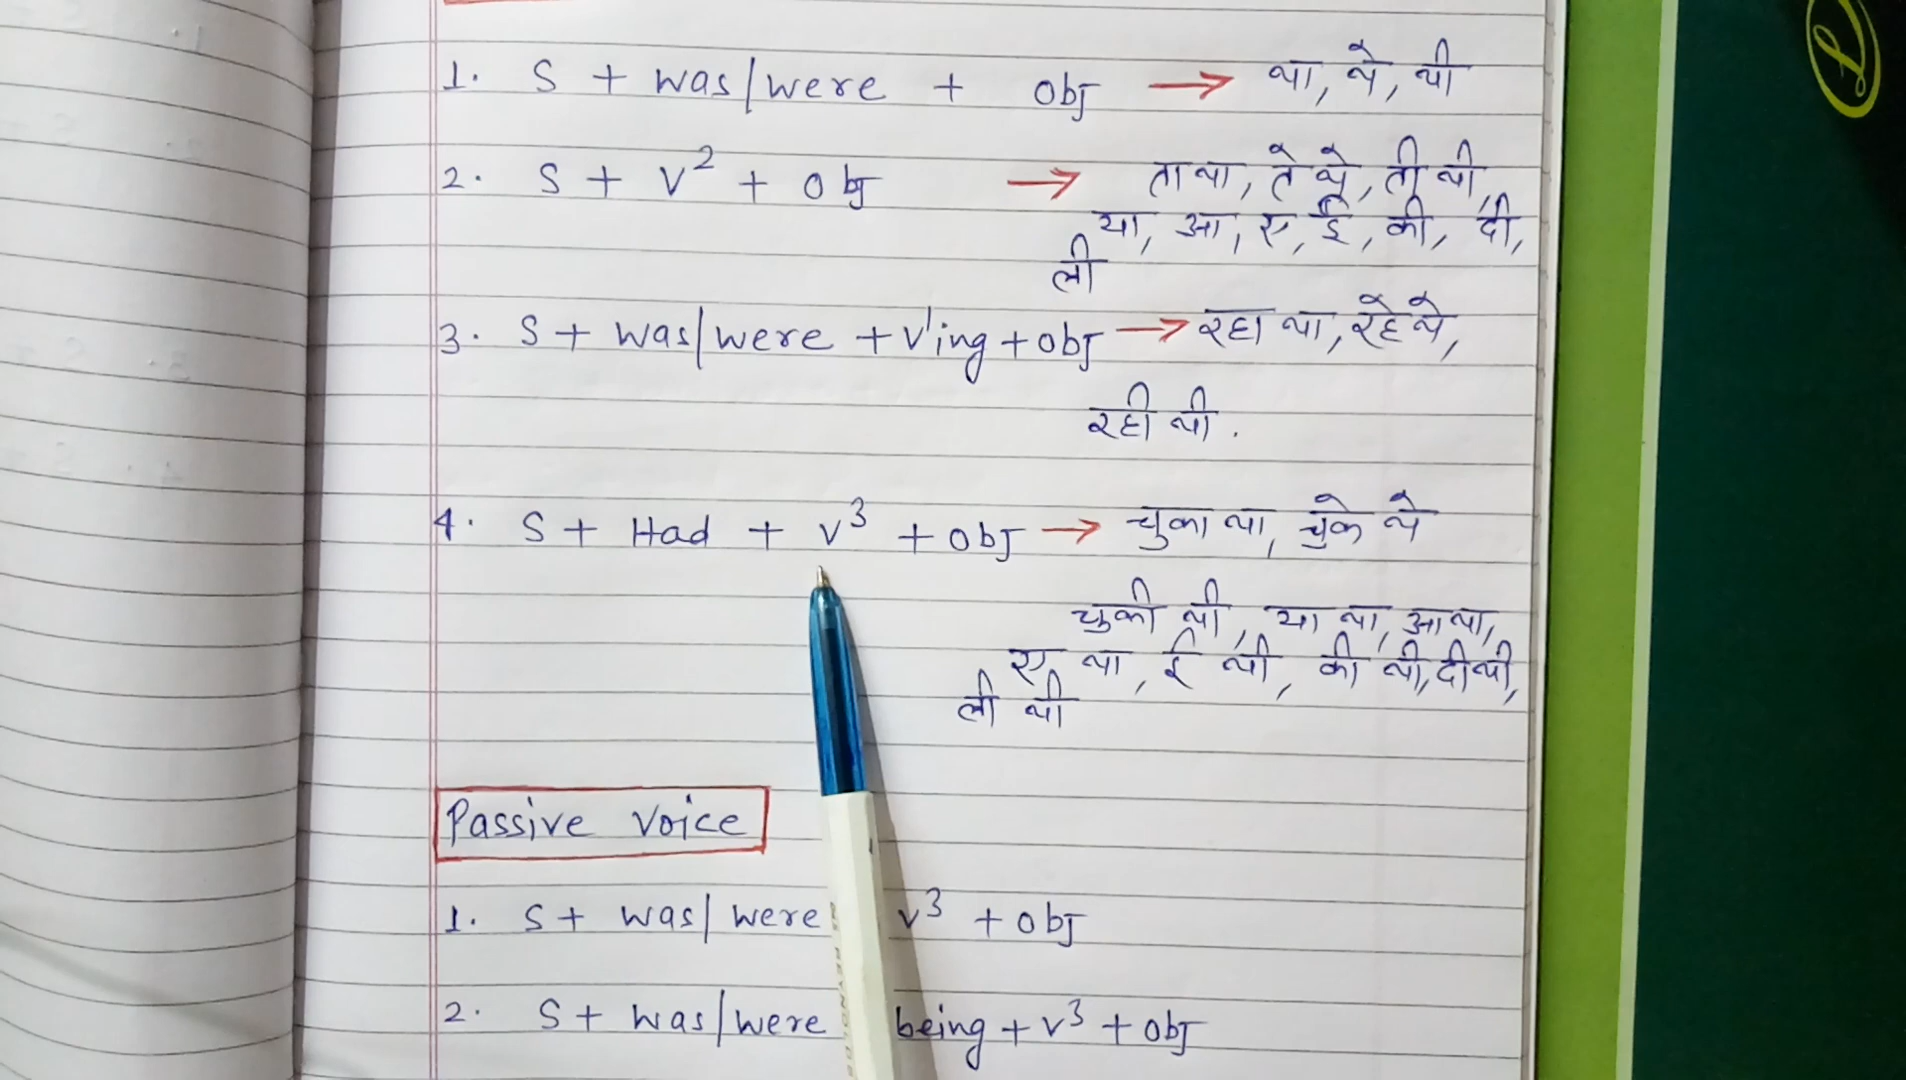 1. S + was/were + obj → था, थे, थी
2. S + V² + obj → ता था, ते थे, ती थी,
या, आ, ए, ई, की, दी,
ली
3. S + was/were + V¹ing + obj → रहा था, रहे थे,
रही थी.
4. S + Had + V³ + obj → चुका था, चुके थे
चुकी थी, या था, आ था,
ए था, ई थी, की थी, दी थी,
ली थी
Passive Voice
1. S + was/were V³ + obj
2. S + was/were being + V³ + obj